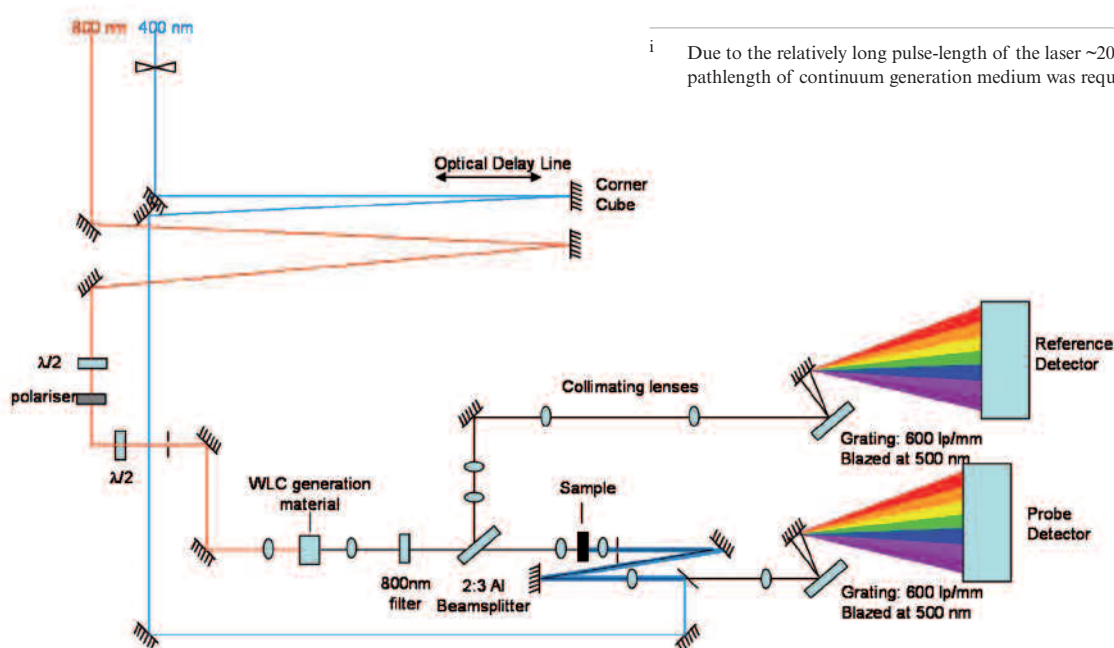 800 nm 400 nm
i Due to the relatively long pulse-length of the laser ~20
pathlength of continuum generation medium was requ
Optical Delay Line
Corner
Cube
λ/2
polariser
λ/2
WLC generation
material
800nm
filter
2:3 Al
Beamsplitter
Sample
Collimating lenses
Reference
Detector
Grating: 600 lp/mm
Blazed at 500 nm
Probe
Detector
Grating: 600 lp/mm
Blazed at 500 nm